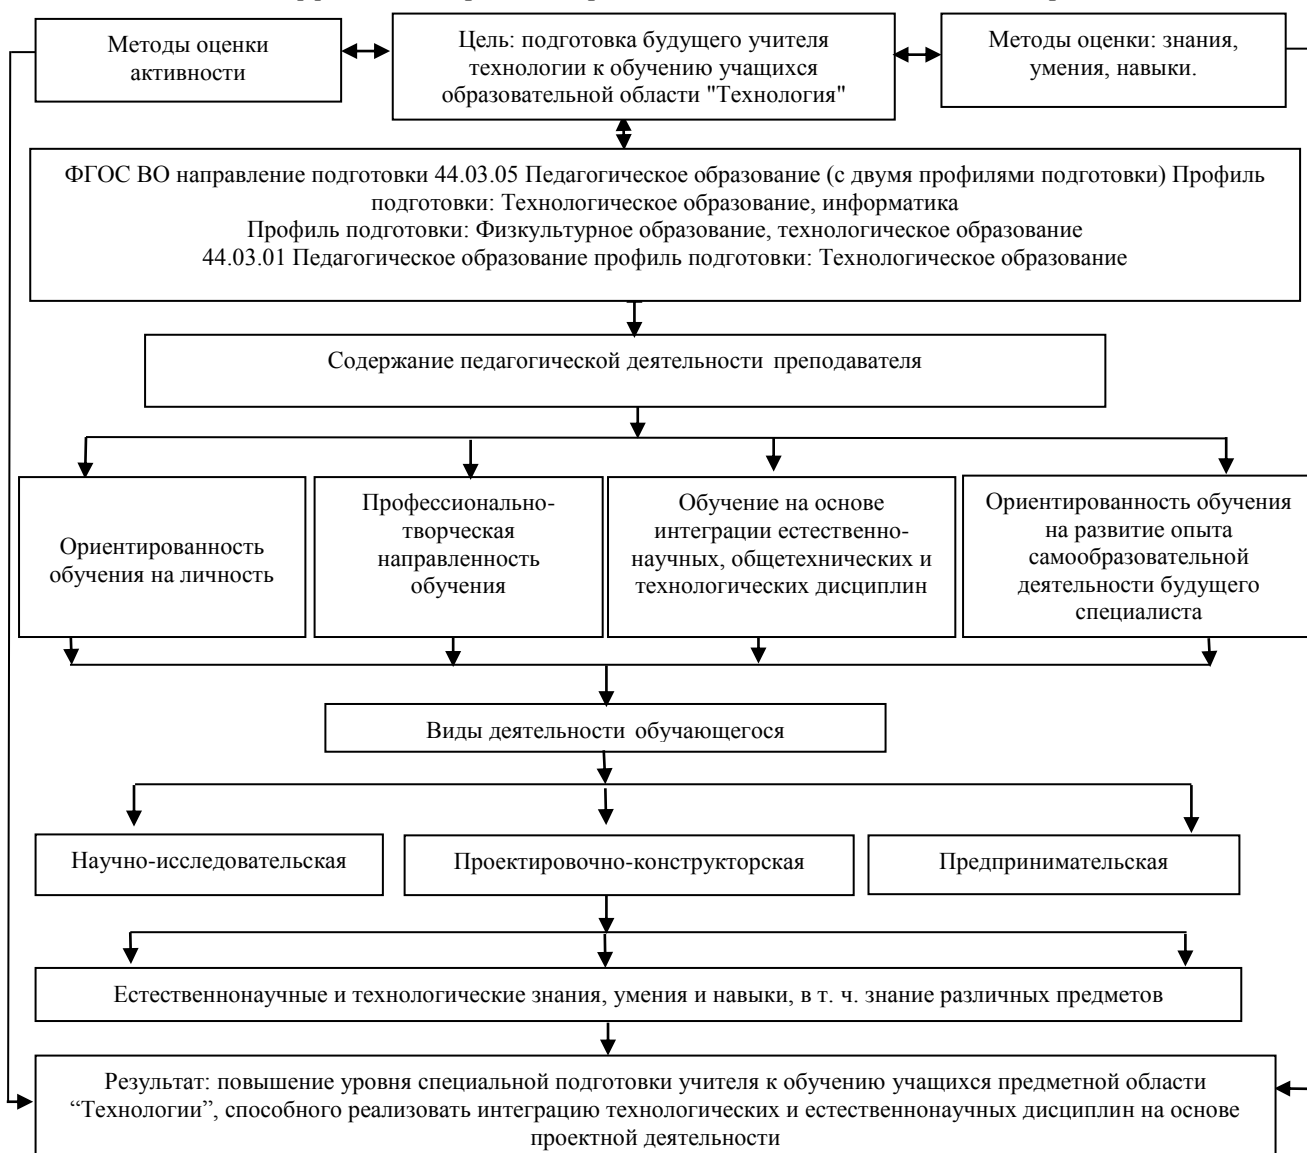 Методы оценки
активности
Цель: подготовка будущего учителя
технологии к обучению учащихся
образовательной области "Технология"
Методы оценки: знания,
умения, навыки.
ФГОС ВО направление подготовки 44.03.05 Педагогическое образование (с двумя профилями подготовки) Профиль
подготовки: Технологическое образование, информатика
Профиль подготовки: Физкультурное образование, технологическое образование
44.03.01 Педагогическое образование профиль подготовки: Технологическое образование
Содержание педагогической деятельности преподавателя
Ориентированность
обучения на личность
Профессионально-
творческая
направленность
обучения
Обучение на основе
интеграции естественно-
научных, общетехнических и
технологических дисциплин
Ориентированность обучения
на развитие опыта
самообразовательной
деятельности будущего
специалиста
Виды деятельности обучающегося
Научно-исследовательская
Проектировочно-конструкторская
Предпринимательская
Естественнонаучные и технологические знания, умения и навыки, в т. ч. знание различных предметов
Результат: повышение уровня специальной подготовки учителя к обучению учащихся предметной области
“Технологии”, способного реализовать интеграцию технологических и естественнонаучных дисциплин на основе
проектной деятельности